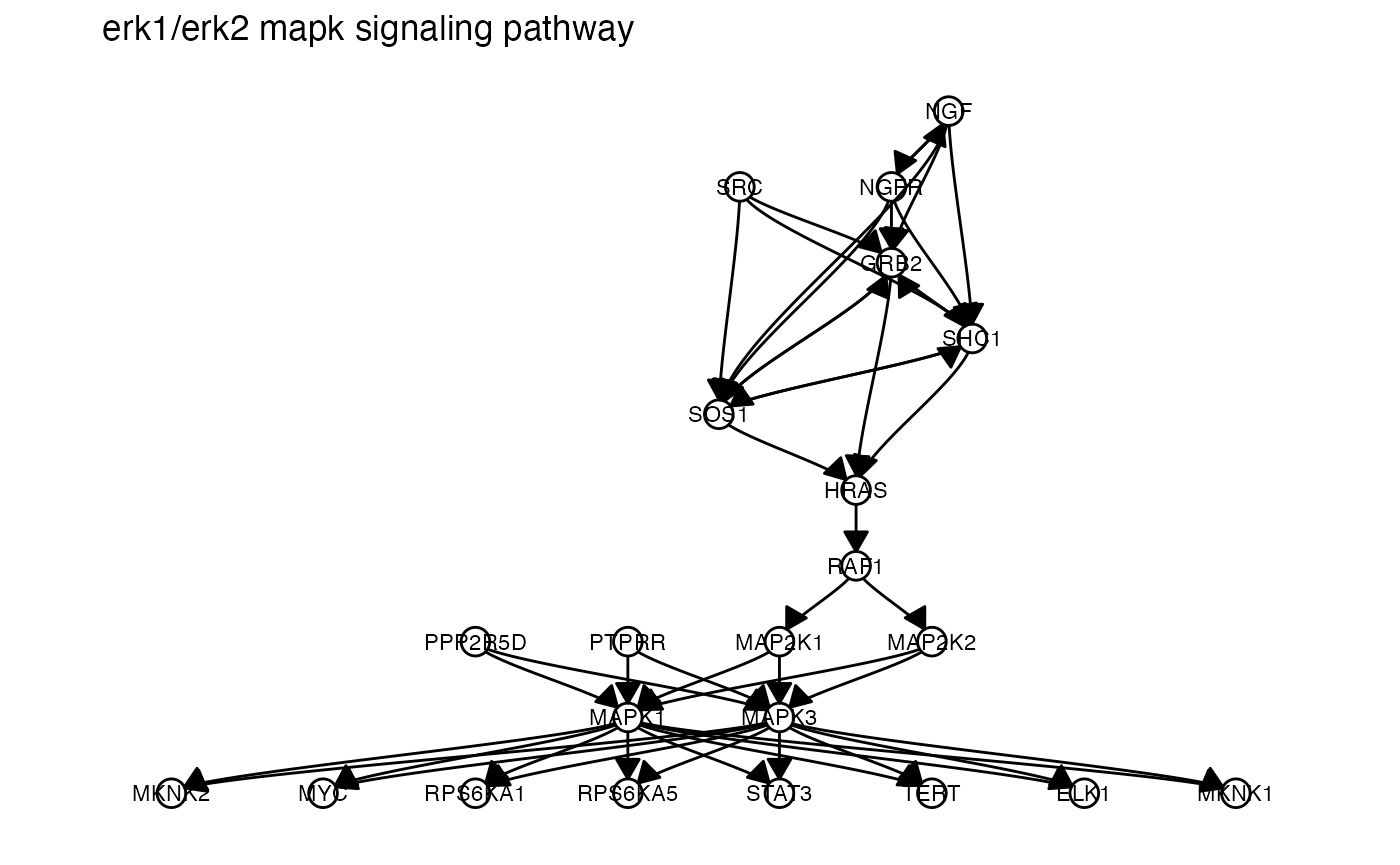 erk1/erk2 mapk signaling pathway
NGF
SRC
NGFR
GRB2
SHC1
SOS1
HRAS
RAF1
PPP2R5D
PTPRR
MAP2K1
MAP2K2
MAPK1
MAPK3
MKNK2
MYC
RPS6KA1
RPS6KA5
STAT3
TERT
ELK1
MKNK1